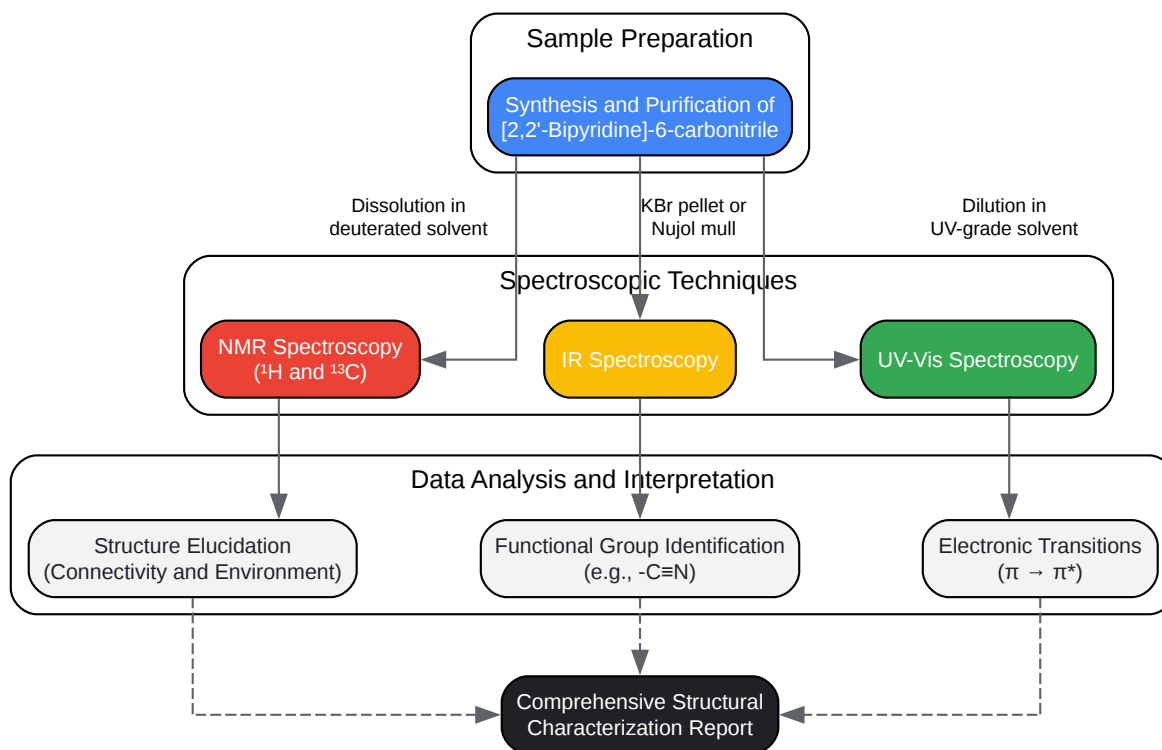 Sample Preparation
Synthesis and Purification of
[2,2'-Bipyridine]-6-carbonitrile
Dissolution in
deuterated solvent
KBr pellet or
Nujol mull
Dilution in
UV-grade solvent
Spectroscopic Techniques
NMR Spectroscopy
(¹H and ¹³C)
IR Spectroscopy
UV-Vis Spectroscopy
Data Analysis and Interpretation
Structure Elucidation
(Connectivity and Environment)
Functional Group Identification
(e.g., -C≡N)
Electronic Transitions
(π → π*)
Comprehensive Structural
Characterization Report